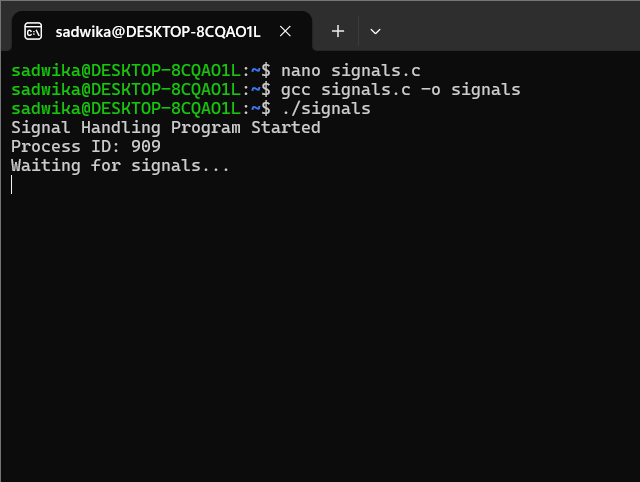 sadwika@DESKTOP-8CQAO1L
sadwika@DESKTOP-8CQAO1L:~$ nano signals.c
sadwika@DESKTOP-8CQAO1L:~$ gcc signals.c -o signals
sadwika@DESKTOP-8CQAO1L:~$ ./signals
Signal Handling Program Started
Process ID: 909
Waiting for signals...